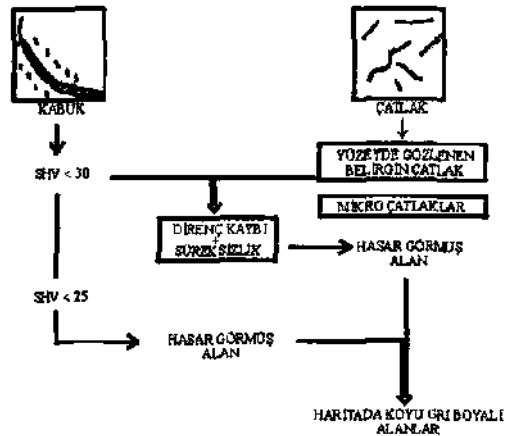 KABUK
ÇATLAK
YÜZEYDE GÖZLENEN
BELİRGİN ÇATLAK
SHV < 30
MİKRO ÇATLAKLAR
DİRENÇ KAYBI
+
SÜREKSİZLİK
HASAR GÖRMÜŞ
ALAN
SHV < 25
HASAR GÖRMÜŞ
ALAN
HARİTADA KOYU GRİ BOYALI
ALANLAR